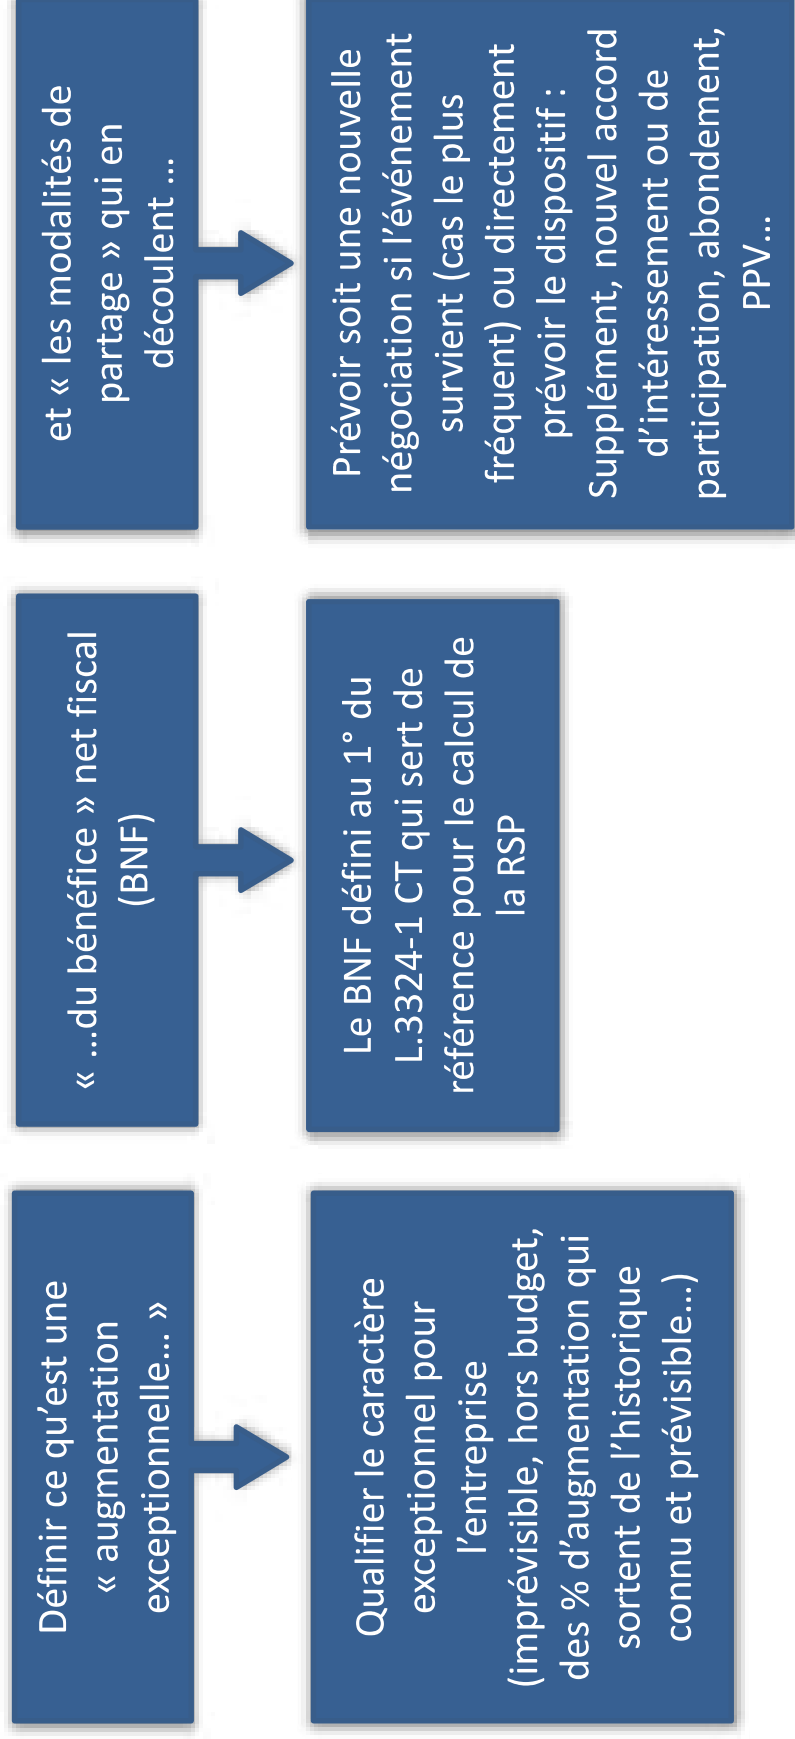 Définir ce qu’est une
« augmentation
exceptionnelle... »
Qualifier le caractère
exceptionnel pour
l’entreprise
(imprévisible, hors budget,
des % d’augmentation qui
sortent de l’historique
connu et prévisible…)
« …du bénéfice » net fiscal
(BNF)
Le BNF défini au 1° du
L.3324-1 CT qui sert de
référence pour le calcul de
la RSP
et « les modalités de
partage » qui en
découlent ...
Prévoir soit une nouvelle
négociation si l’événement
survient (cas le plus
fréquent) ou directement
prévoir le dispositif :
Supplément, nouvel accord
d’intéressement ou de
participation, abondement,
PPV…